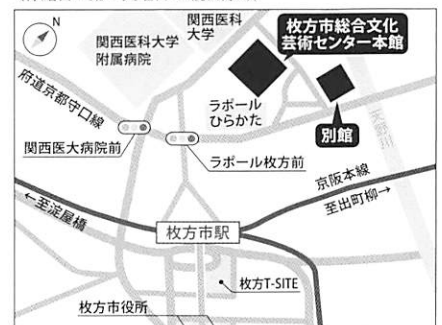 N
関西医科
大学
関西医科大学
附属病院
枚方市総合文化
芸術センター本館
別館
天野川
府道京都守口線
ラポール
ひらかた
関西医大病院前
ラポール枚方前
京阪本線
至出町柳→
←至淀屋橋
枚方市駅
枚方T-SITE
枚方市役所